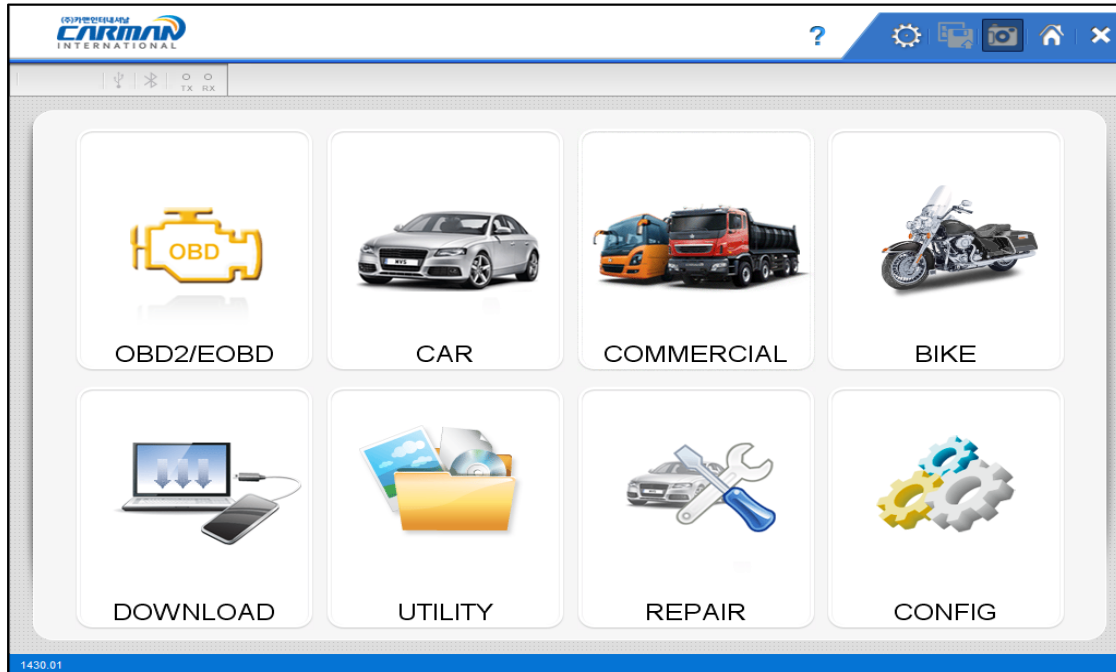 (주)카맨인터내셔날
CARMAN
INTERNATIONAL
?
TX RX
OBD
OBD2/EOBD
CAR
COMMERCIAL
BIKE
DOWNLOAD
UTILITY
REPAIR
CONFIG
1430.01